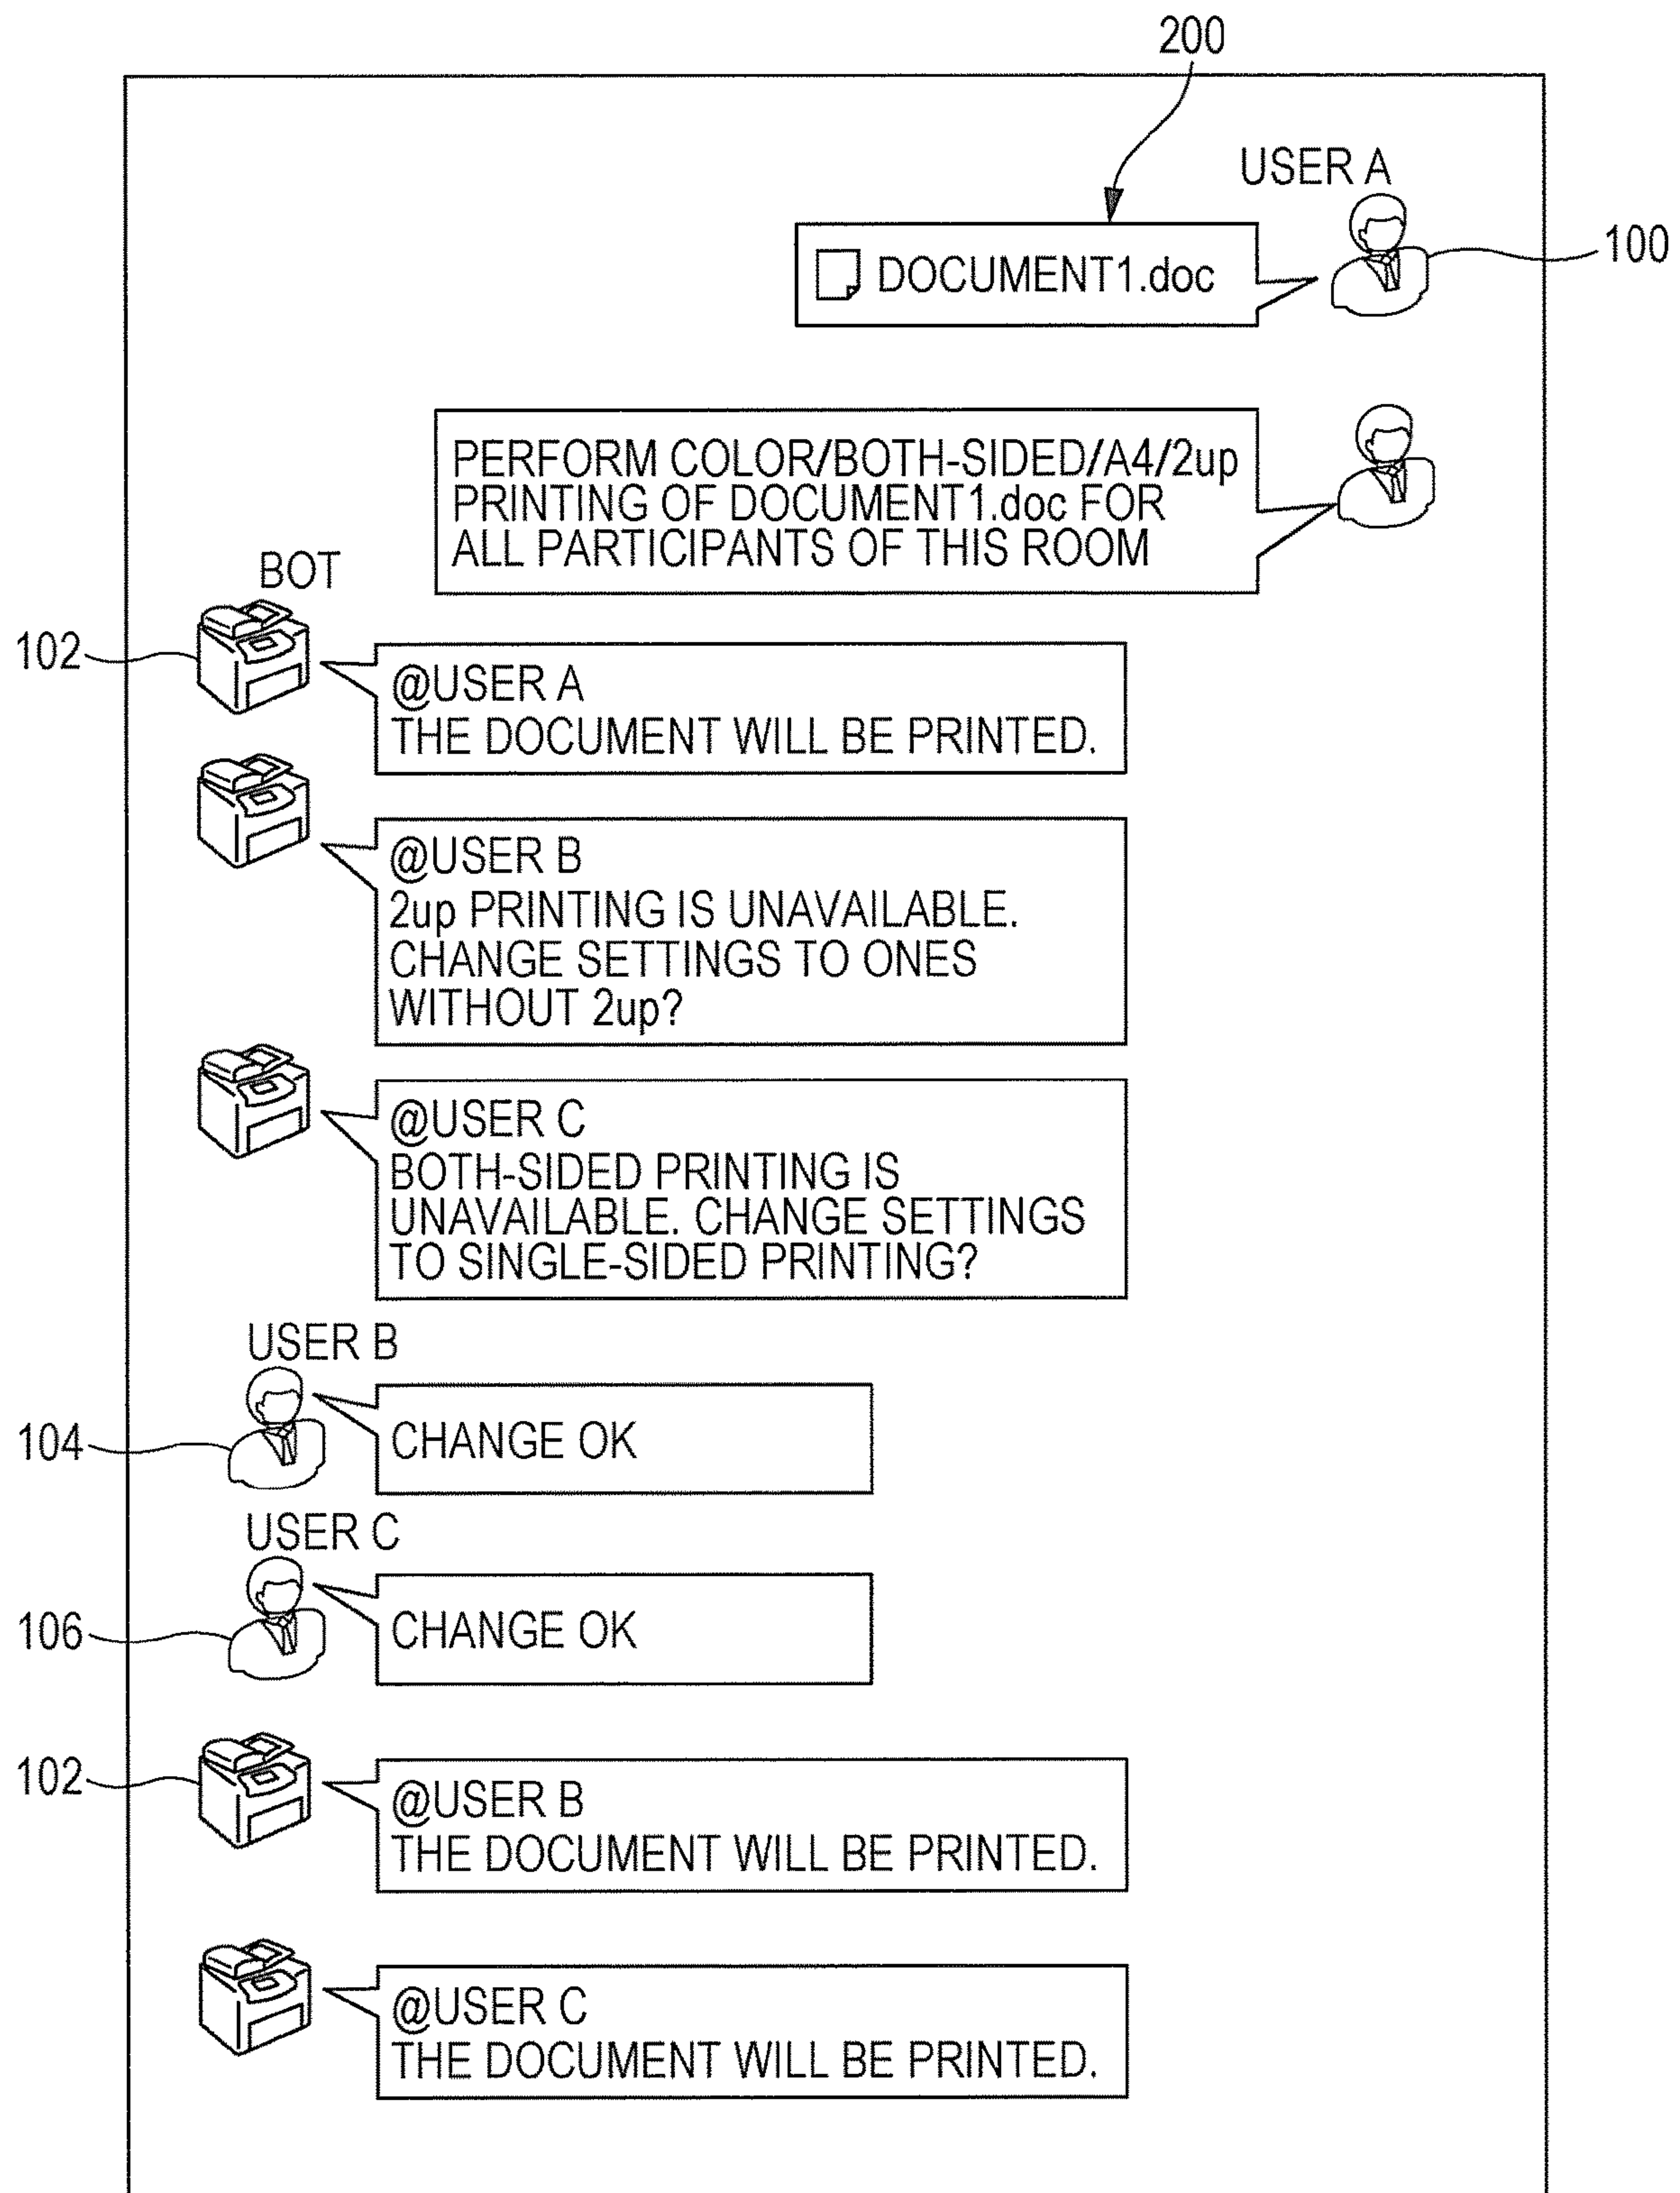 200
USER A
100
DOCUMENT1.doc
PERFORM COLOR/BOTH-SIDED/A4/2up
PRINTING OF DOCUMENT1.doc FOR
ALL PARTICIPANTS OF THIS ROOM
BOT
102
@USER A
THE DOCUMENT WILL BE PRINTED.
@USER B
2up PRINTING IS UNAVAILABLE.
CHANGE SETTINGS TO ONES
WITHOUT 2up?
@USER C
BOTH-SIDED PRINTING IS
UNAVAILABLE. CHANGE SETTINGS
TO SINGLE-SIDED PRINTING?
USER B
104
CHANGE OK
USER C
106
CHANGE OK
102
@USER B
THE DOCUMENT WILL BE PRINTED.
@USER C
THE DOCUMENT WILL BE PRINTED.